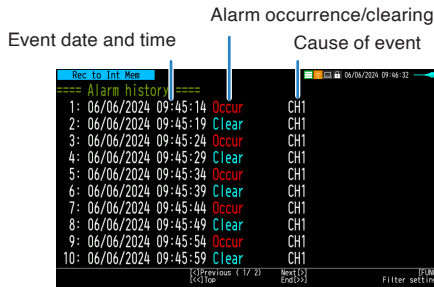 Alarm occurrence/clearing
Event date and time
Cause of event
Rec to Int Mem
06/06/2024 09:46:32
==== Alarm history ====
1: 06/06/2024 09:45:14 Occur CH1
2: 06/06/2024 09:45:19 Clear CH1
3: 06/06/2024 09:45:24 Occur CH1
4: 06/06/2024 09:45:29 Clear CH1
5: 06/06/2024 09:45:34 Occur CH1
6: 06/06/2024 09:45:39 Clear CH1
7: 06/06/2024 09:45:44 Occur CH1
8: 06/06/2024 09:45:49 Clear CH1
9: 06/06/2024 09:45:54 Occur CH1
10: 06/06/2024 09:45:59 Clear CH1
[<]Previous ( 1/ 2) Next[>] [FUN
[<<]Top End[>>] Filter settin